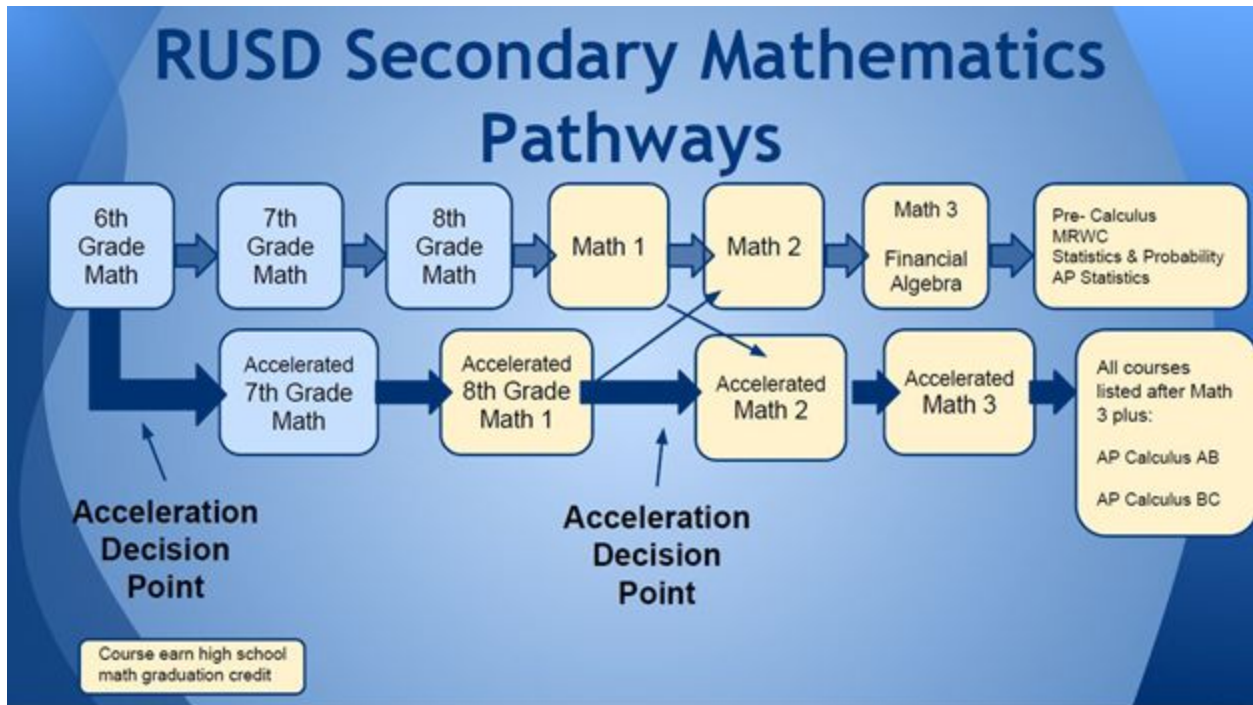 RUSD Secondary Mathematics
Pathways
6th
Grade
Math
7th
Grade
Math
8th
Grade
Math
Math 1
Math 2
Math 3
Financial
Algebra
Pre- Calculus
MRWC
Statistics & Probability
AP Statistics
Accelerated
7th Grade
Math
Accelerated
8th Grade
Math 1
Accelerated
Math 2
Accelerated
Math 3
All courses
listed after Math
3 plus:
AP Calculus AB
AP Calculus BC
Acceleration
Decision
Point
Acceleration
Decision
Point
Course earn high school
math graduation credit